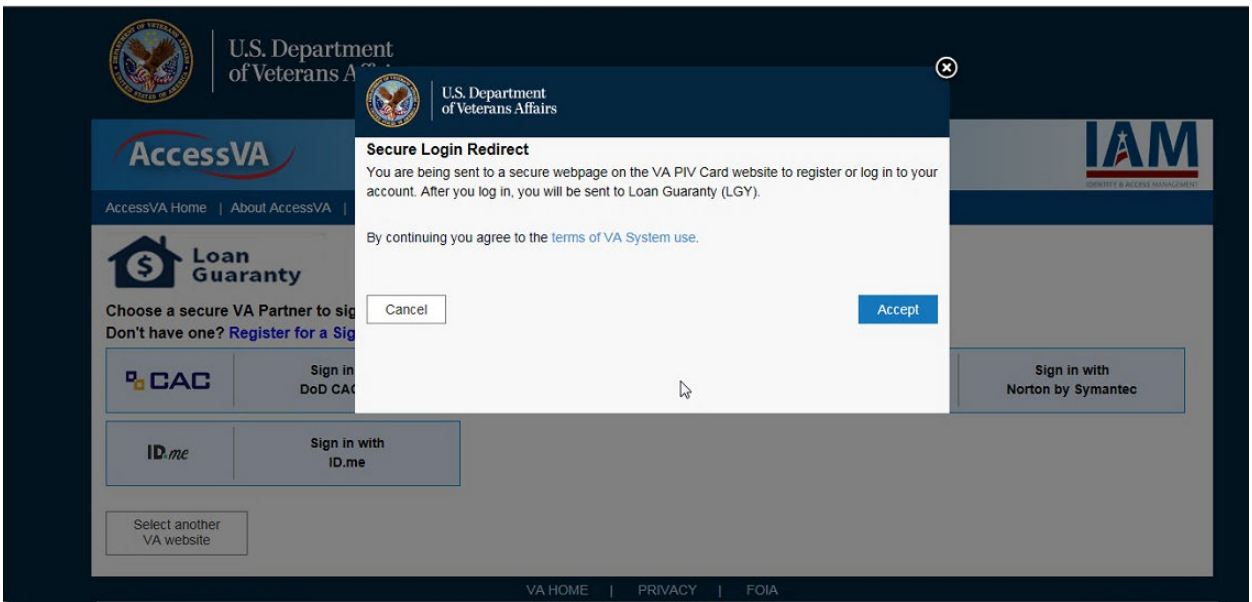 U.S. Department
of Veterans A
U.S. Department
of Veterans Affairs
AccessVA
IAM
IDENTITY & ACCESS MANAGEMENT
Secure Login Redirect
You are being sent to a secure webpage on the VA PIV Card website to register or log in to your
account. After you log in, you will be sent to Loan Guaranty (LGY).
AccessVA Home | About AccessVA |
By continuing you agree to the terms of VA System use.
Loan
Guaranty
Choose a secure VA Partner to sig
Don't have one? Register for a Sig
Cancel
Accept
CAC
Sign in
DoD CAC
Sign in with
Norton by Symantec
ID.me
Sign in with
ID.me
Select another
VA website
VA HOME | PRIVACY | FOIA